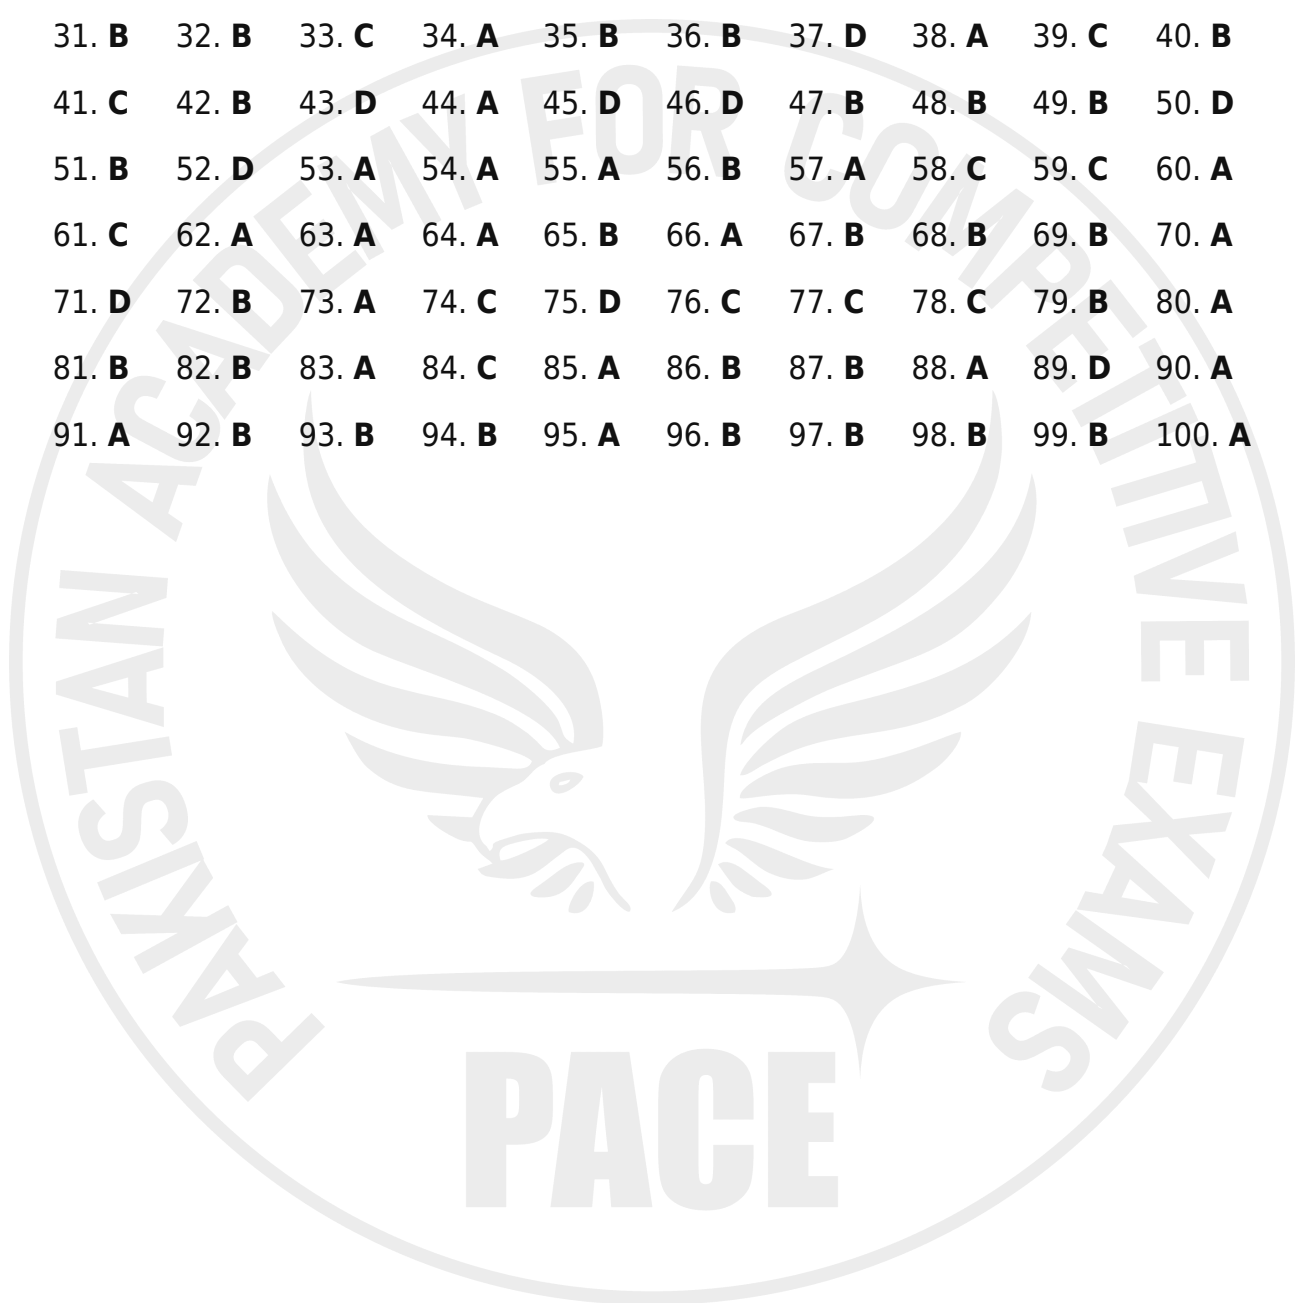 31. B 32. B 33. C 34. A 35. B 36. B 37. D 38. A 39. C 40. B
41. C 42. B 43. D 44. A 45. D 46. D 47. B 48. B 49. B 50. D
51. B 52. D 53. A 54. A 55. A 56. B 57. A 58. C 59. C 60. A
61. C 62. A 63. A 64. A 65. B 66. A 67. B 68. B 69. B 70. A
71. D 72. B 73. A 74. C 75. D 76. C 77. C 78. C 79. B 80. A
81. B 82. B 83. A 84. C 85. A 86. B 87. B 88. A 89. D 90. A
91. A 92. B 93. B 94. B 95. A 96. B 97. B 98. B 99. B 100. A
PAKISTAN ACADEMY FOR COMPETITIVE EXAMS
PACE